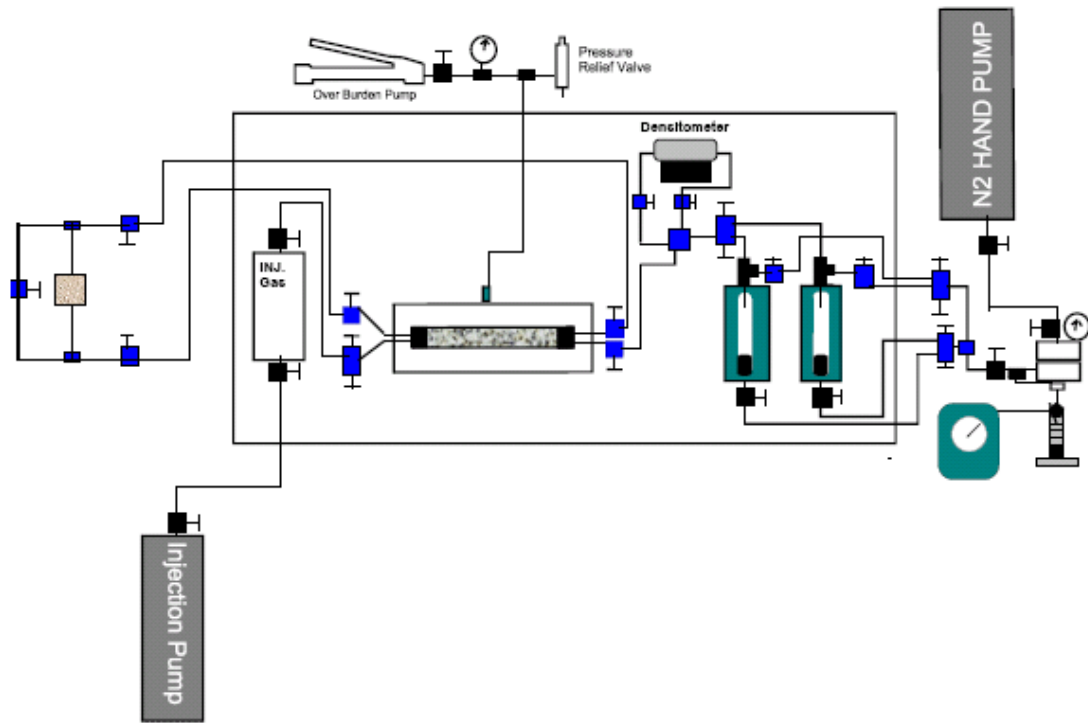 Pressure
Relief Valve
Over Burden Pump
Densitometer
N2 HAND PUMP
INJ.
Gas
Injection Pump